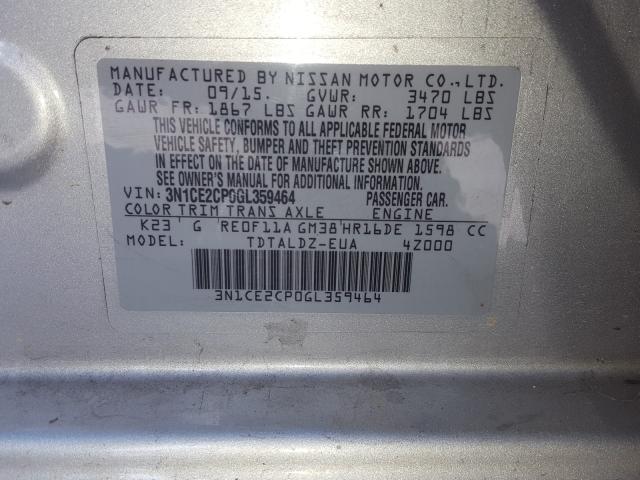 MANUFACTURED BY NISSAN MOTOR CO., LTD.
DATE: 09/15. GVWR: 3470 LBS
GAWR FR: 1867 LBS GAWR RR: 1704 LBS
THIS VEHICLE CONFORMS TO ALL APPLICABLE FEDERAL MOTOR
VEHICLE SAFETY, BUMPER AND THEFT PREVENTION STANDARDS
IN EFFECT ON THE DATE OF MANUFACTURE SHOWN ABOVE.
SEE OWNER'S MANUAL FOR ADDITIONAL INFORMATION.
VIN: 3N1CE2CP0GL359464 PASSENGER CAR.
COLOR TRIM TRANS AXLE ENGINE
K23 ' G RE0F11A GM38'HR16DE 1598 CC
MODEL: TDTALDZ-EUA 4Z000
3N1CE2CP0GL359464